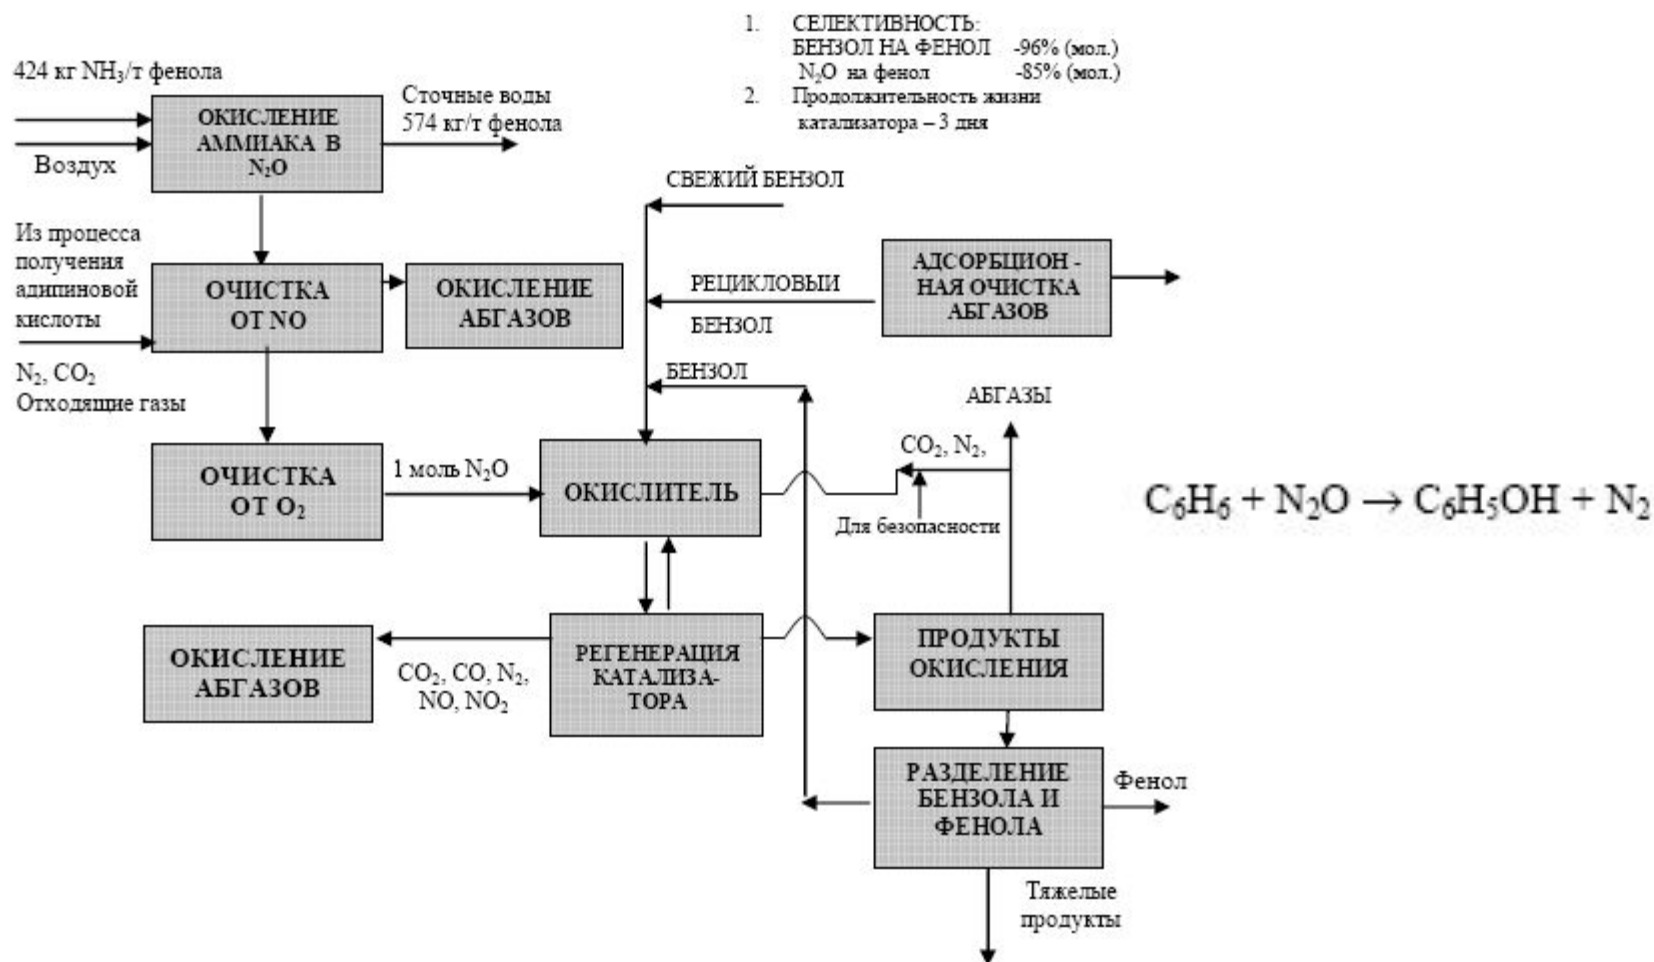 1. СЕЛЕКТИВНОСТЬ:
БЕНЗОЛ НА ФЕНОЛ -96% (мол.)
N₂O на фенол -85% (мол.)
2. Продолжительность жизни
катализатора – 3 дня
424 кг NH₃/т фенола
Воздух
ОКИСЛЕНИЕ
АММИАКА В
N₂O
Сточные воды
574 кг/т фенола
СВЕЖИЙ БЕНЗОЛ
Из процесса
получения
адипиновой
кислоты
ОЧИСТКА
ОТ NO
ОКИСЛЕНИЕ
АБГАЗОВ
РЕЦИКЛОВЫИ
БЕНЗОЛ
АДСОРБЦИОН -
НАЯ ОЧИСТКА
АБГАЗОВ
N₂, CO₂
Отходящие газы
БЕНЗОЛ
АБГАЗЫ
ОЧИСТКА
ОТ O₂
1 моль N₂O
ОКИСЛИТЕЛЬ
CO₂, N₂,
Для безопасности
C₆H₆ + N₂O → C₆H₅OH + N₂
ОКИСЛЕНИЕ
АБГАЗОВ
CO₂, CO, N₂,
NO, NO₂
РЕГЕНЕРАЦИЯ
КАТАЛИЗА-
ТОРА
ПРОДУКТЫ
ОКИСЛЕНИЯ
РАЗДЕЛЕНИЕ
БЕНЗОЛА И
ФЕНОЛА
Фенол
Тяжелые
продукты